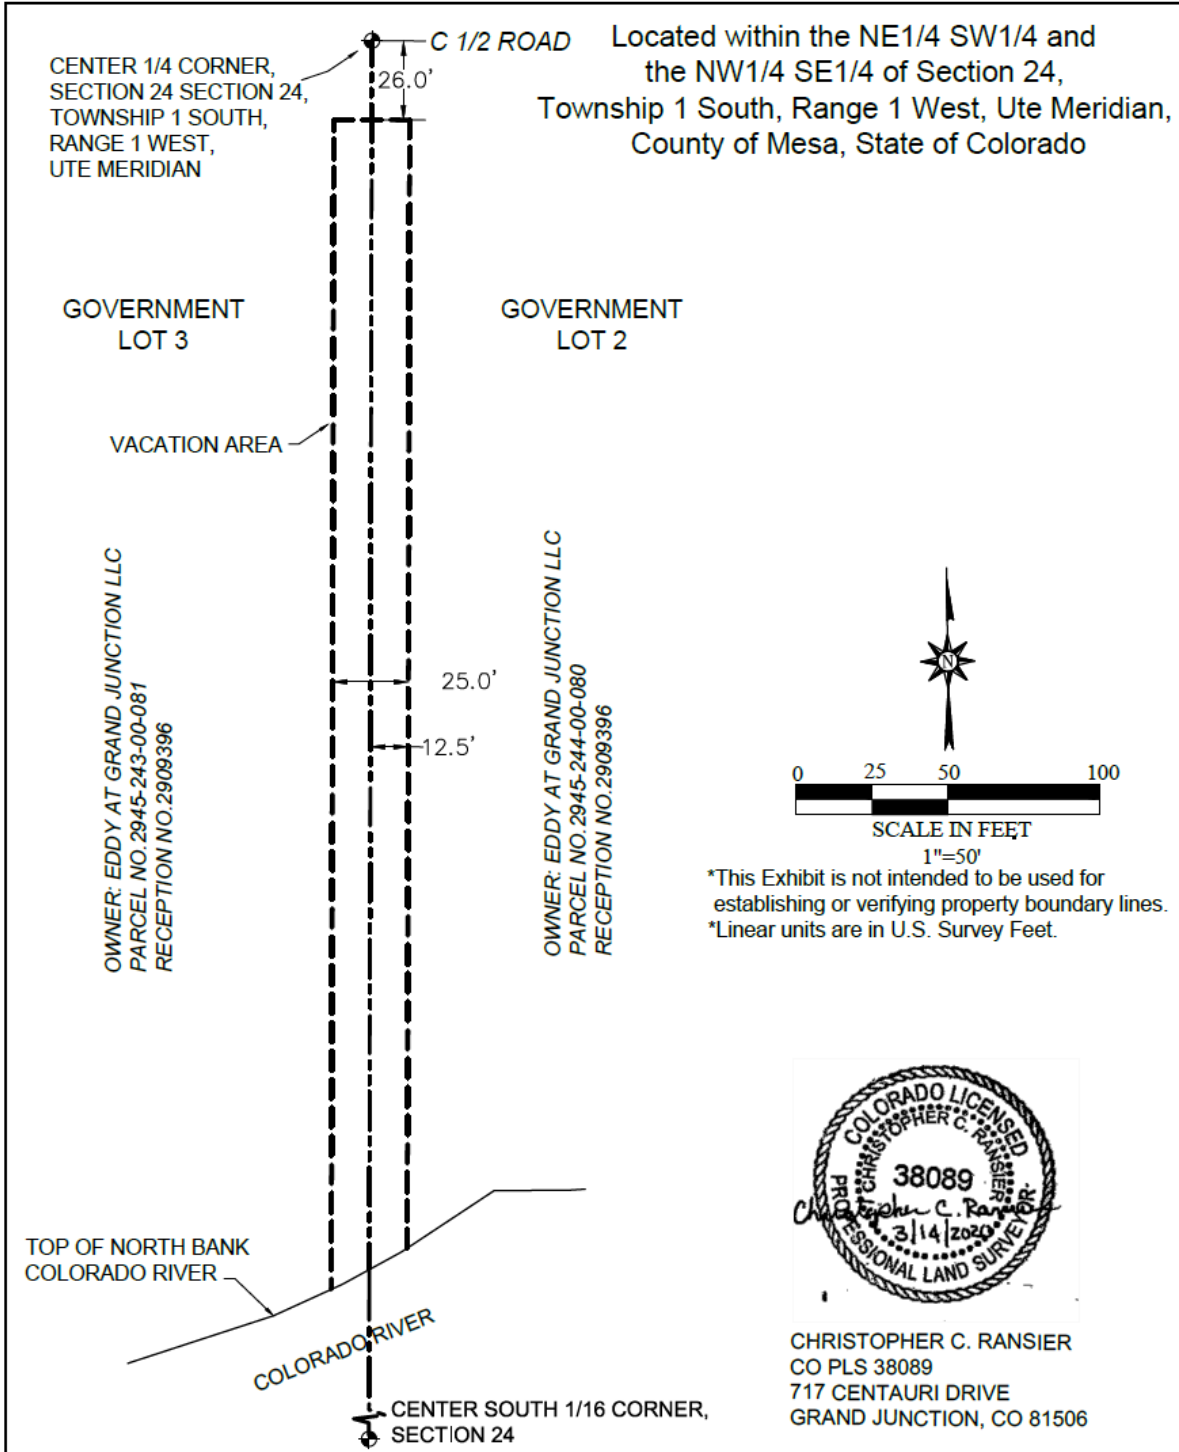 C 1/2 ROAD
26.0'
CENTER 1/4 CORNER,
SECTION 24 SECTION 24,
TOWNSHIP 1 SOUTH,
RANGE 1 WEST,
UTE MERIDIAN
Located within the NE1/4 SW1/4 and
the NW1/4 SE1/4 of Section 24,
Township 1 South, Range 1 West, Ute Meridian,
County of Mesa, State of Colorado
GOVERNMENT
LOT 3
GOVERNMENT
LOT 2
VACATION AREA
OWNER: EDDY AT GRAND JUNCTION LLC
PARCEL NO.2945-243-00-081
RECEPTION NO.2909396
25.0'
12.5'
OWNER: EDDY AT GRAND JUNCTION LLC
PARCEL NO.2945-244-00-080
RECEPTION NO.2909396
N
0 25 50 100
SCALE IN FEET
1"=50'
*This Exhibit is not intended to be used for
establishing or verifying property boundary lines.
*Linear units are in U.S. Survey Feet.
COLORADO LICENSED
CHRISTOPHER C. RANSIER
38089
Christopher C. Ransier
3/14/2020
PROFESSIONAL LAND SURVEYOR
TOP OF NORTH BANK
COLORADO RIVER
COLORADO RIVER
CENTER SOUTH 1/16 CORNER,
SECTION 24
CHRISTOPHER C. RANSIER
CO PLS 38089
717 CENTAURI DRIVE
GRAND JUNCTION, CO 81506